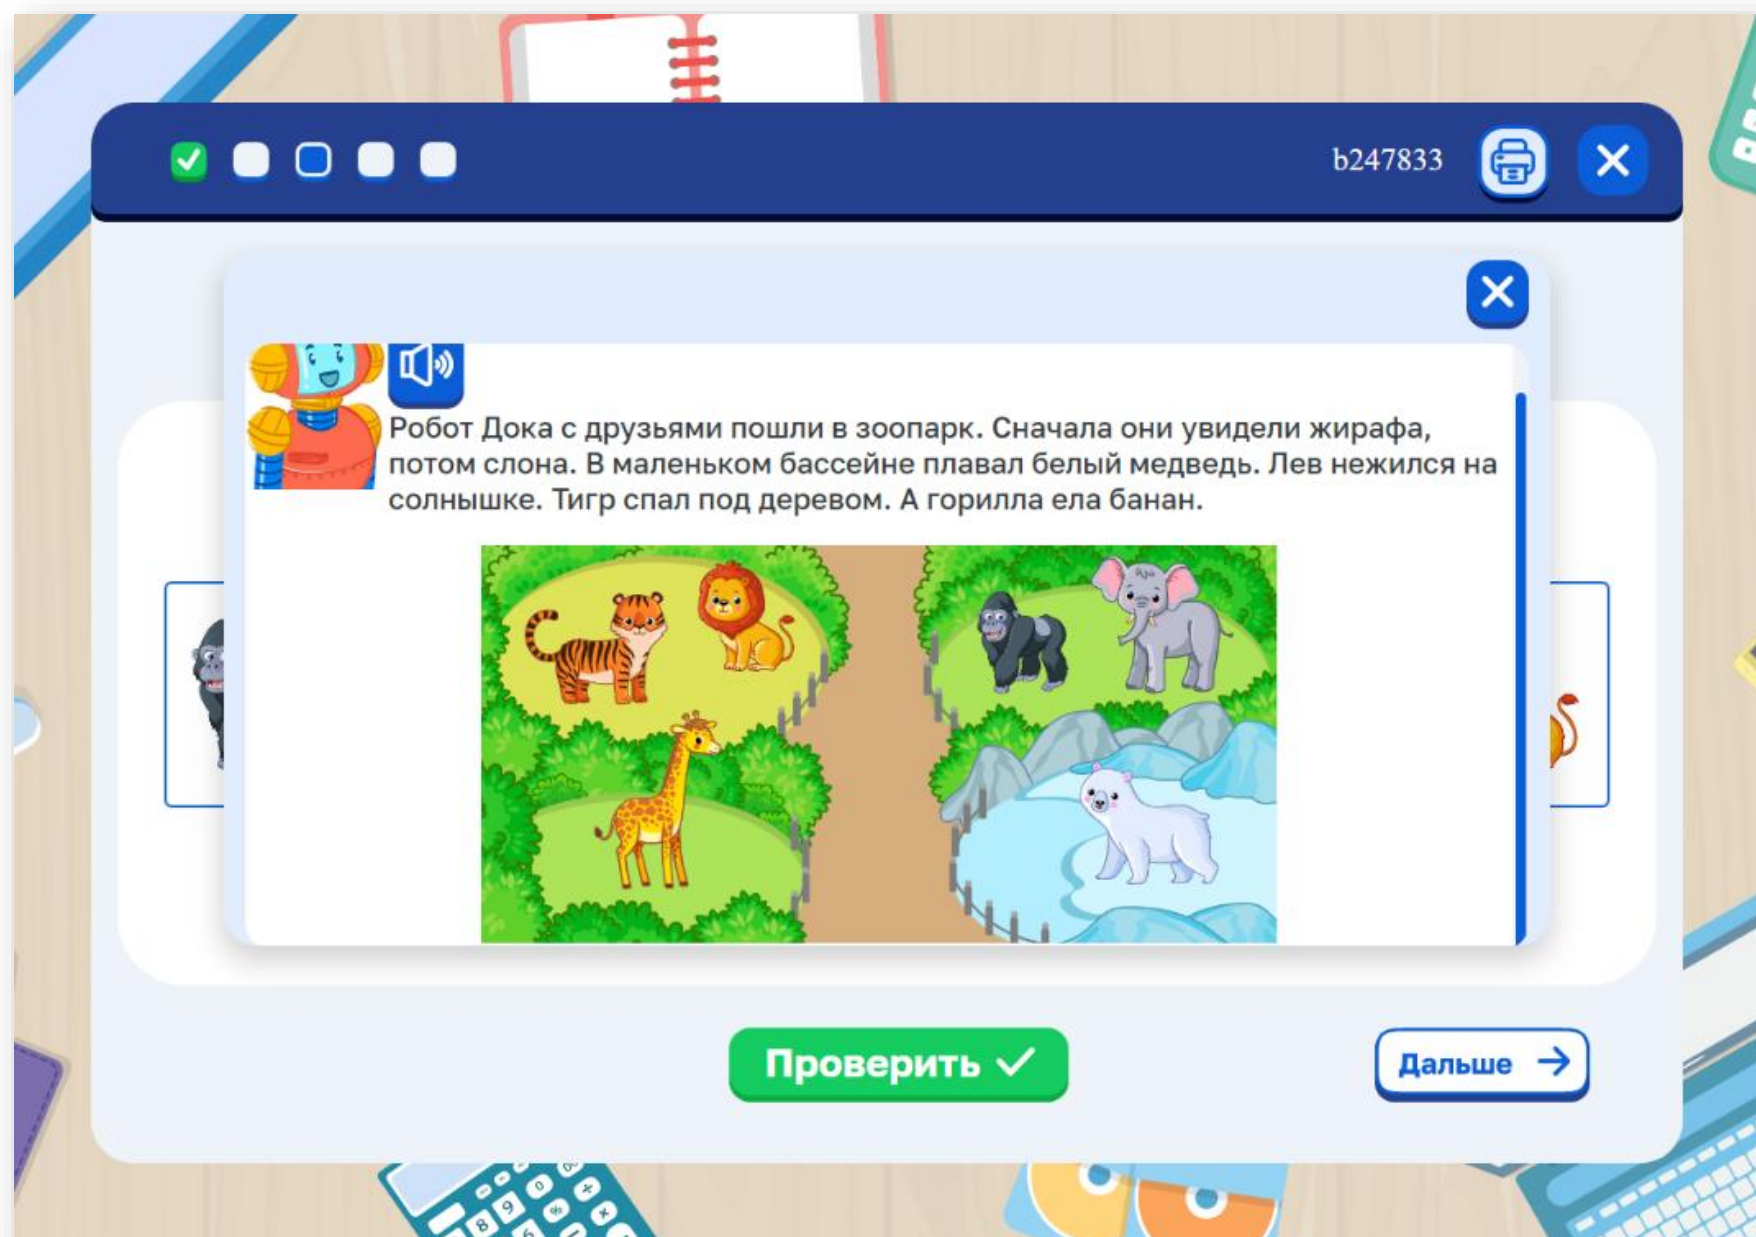 b247833
Робот Дока с друзьями пошли в зоопарк. Сначала они увидели жирафа,
потом слона. В маленьком бассейне плавал белый медведь. Лев нежился на
солнышке. Тигр спал под деревом. А горилла ела банан.
Проверить
Дальше